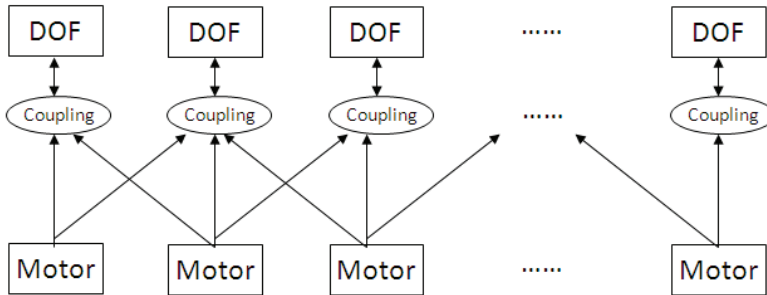 DOF DOF DOF ...... DOF
Coupling Coupling Coupling ...... Coupling
Motor Motor Motor ...... Motor